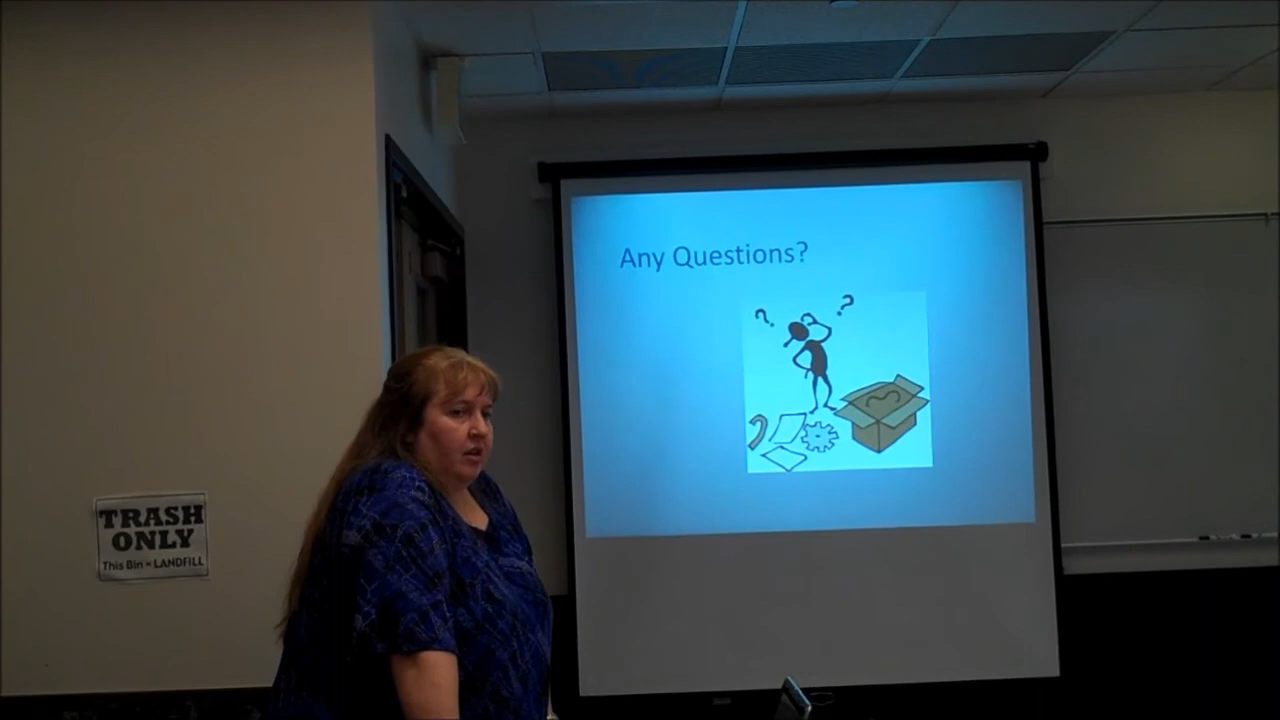 Any Questions?
? ?
TRASH
ONLY
This Bin = LANDFILL